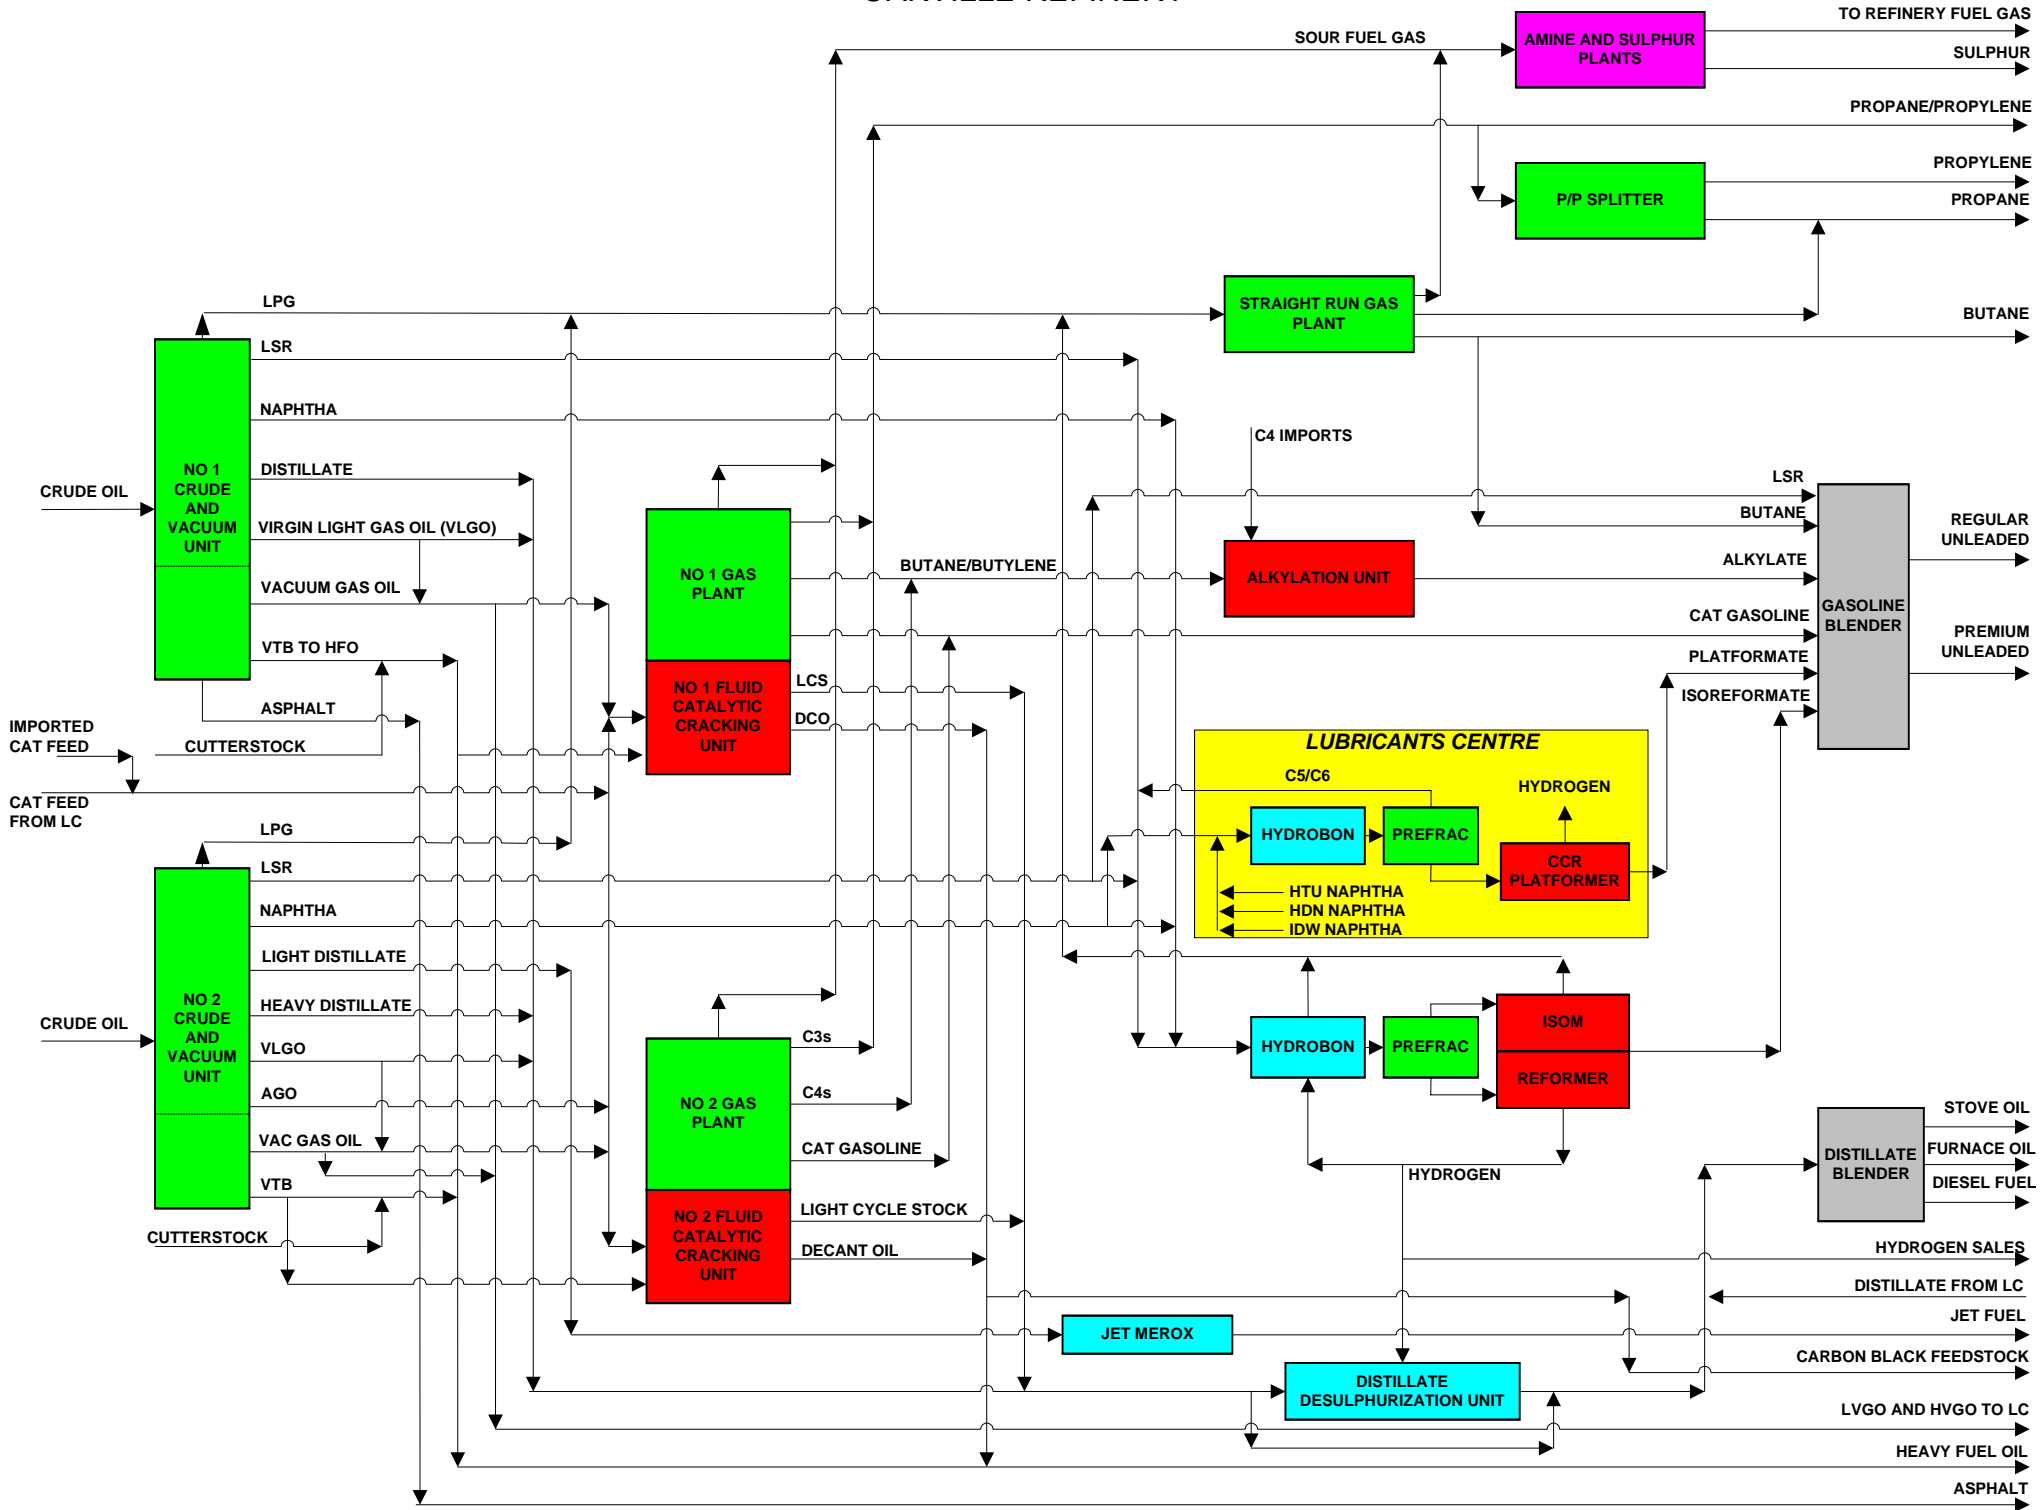 TO REFINERY FUEL GAS
SOUR FUEL GAS
AMINE AND SULPHUR
PLANTS
SULPHUR
PROPANE/PROPYLENE
PROPYLENE
P/P SPLITTER
PROPANE
LPG
STRAIGHT RUN GAS
PLANT
BUTANE
LSR
NAPHTHA
C4 IMPORTS
DISTILLATE
NO 1
CRUDE
AND
VACUUM
UNIT
CRUDE OIL
LSR
BUTANE
VIRGIN LIGHT GAS OIL (VLGO)
REGULAR
UNLEADED
BUTANE/BUTYLENE
NO 1 GAS
PLANT
ALKYLATION UNIT
ALKYLATE
VACUUM GAS OIL
GASOLINE
BLENDER
CAT GASOLINE
PREMIUM
UNLEADED
VTB TO HFO
PLATFORMATE
NO 1 FLUID
CATALYTIC
CRACKING
UNIT
LCS
ISOREFORMATE
ASPHALT
DCO
IMPORTED
CAT FEED
CUTTERSTOCK
LUBRICANTS CENTRE
C5/C6
HYDROGEN
CAT FEED
FROM LC
LPG
HYDROBON
PREFRAC
CCR
PLATFORMER
LSR
HTU NAPHTHA
HDN NAPHTHA
IDW NAPHTHA
NAPHTHA
LIGHT DISTILLATE
NO 2
CRUDE
AND
VACUUM
UNIT
HEAVY DISTILLATE
CRUDE OIL
ISOM
C3s
HYDROBON
PREFRAC
VLGO
REFORMER
AGO
C4s
NO 2 GAS
PLANT
STOVE OIL
VAC GAS OIL
CAT GASOLINE
DISTILLATE
BLENDER
FURNACE OIL
HYDROGEN
VTB
DIESEL FUEL
LIGHT CYCLE STOCK
NO 2 FLUID
CATALYTIC
CRACKING
UNIT
CUTTERSTOCK
DECANT OIL
HYDROGEN SALES
DISTILLATE FROM LC
JET MEROX
JET FUEL
CARBON BLACK FEEDSTOCK
DISTILLATE
DESULPHURIZATION UNIT
LVGO AND HVGO TO LC
HEAVY FUEL OIL
ASPHALT